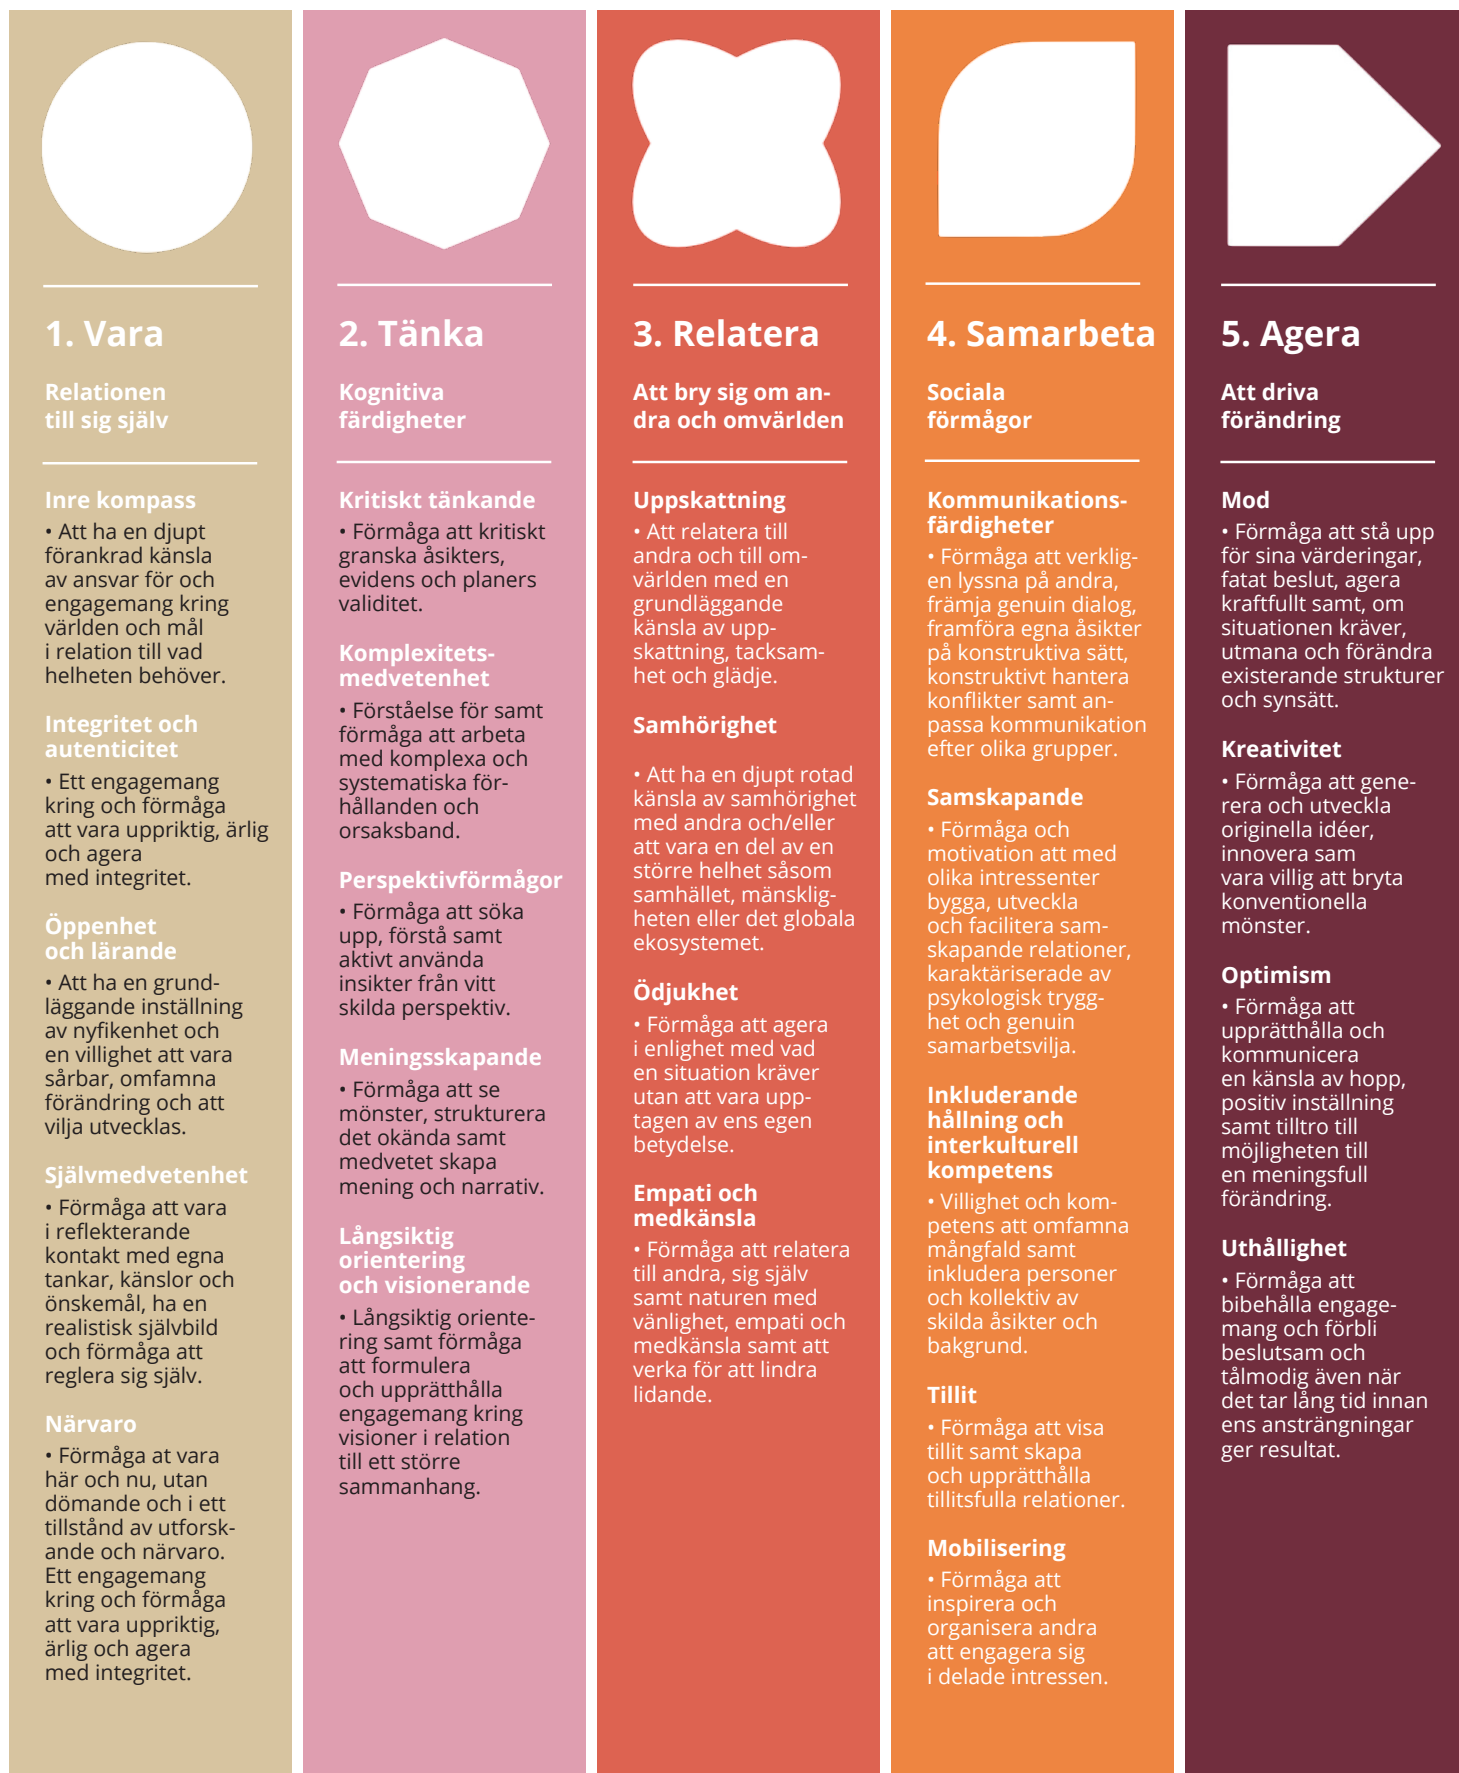 1. Vara
Relationen
till sig själv
Inre kompass
• Att ha en djupt
förankrad känsla
av ansvar för och
engagemang kring
världen och mål
i relation till vad
helheten behöver.
Integritet och
autenticitet
• Ett engagemang
kring och förmåga
att vara uppriktig, ärlig
och agera
med integritet.
Öppenhet
och lärande
• Att ha en grund-
läggande inställning
av nyfikenhet och
en villighet att vara
sårbar, omfamna
förändring och att
vilja utvecklas.
Självmedvetenhet
• Förmåga att vara
i reflekterande
kontakt med egna
tankar, känslor och
önskemål, ha en
realistisk självbild
och förmåga att
reglera sig själv.
Närvaro
• Förmåga at vara
här och nu, utan
dömande och i ett
tillstånd av utforsk-
ande och närvaro.
Ett engagemang
kring och förmåga
att vara uppriktig,
ärlig och agera
med integritet.
2. Tänka
Kognitiva
färdigheter
Kritiskt tänkande
• Förmåga att kritiskt
granska åsikters,
evidens och planers
validitet.
Komplexitets-
medvetenhet
• Förståelse för samt
förmåga att arbeta
med komplexa och
systematiska för-
hållanden och
orsaksband.
Perspektivförmågor
• Förmåga att söka
upp, förstå samt
aktivt använda
insikter från vitt
skilda perspektiv.
Meningsskapande
• Förmåga att se
mönster, strukturera
det okända samt
medvetet skapa
mening och narrativ.
Långsiktig
orientering
och visionerande
• Långsiktig oriente-
ring samt förmåga
att formulera
och upprätthålla
engagemang kring
visioner i relation
till ett större
sammanhang.
3. Relatera
Att bry sig om an-
dra och omvärlden
Uppskattning
• Att relatera till
andra och till om-
världen med en
grundläggande
känsla av upp-
skattning, tacksam-
het och glädje.
Samhörighet
• Att ha en djupt rotad
känsla av samhörighet
med andra och/eller
att vara en del av en
större helhet såsom
samhället, mänsklig-
heten eller det globala
ekosystemet.
Ödjukhet
• Förmåga att agera
i enlighet med vad
en situation kräver
utan att vara upp-
tagen av ens egen
betydelse.
Empati och
medkänsla
• Förmåga att relatera
till andra, sig själv
samt naturen med
vänlighet, empati och
medkänsla samt att
verka för att lindra
lidande.
4. Samarbeta
Sociala
förmågor
Kommunikations-
färdigheter
• Förmåga att verklig-
en lyssna på andra,
främja genuin dialog,
framföra egna åsikter
på konstruktiva sätt,
konstruktivt hantera
konflikter samt an-
passa kommunikation
efter olika grupper.
Samskapande
• Förmåga och
motivation att med
olika intressenter
bygga, utveckla
och facilitera sam-
skapande relationer,
karaktäriserade av
psykologisk trygg-
het och genuin
samarbetsvilja.
Inkluderande
hållning och
interkulturell
kompetens
• Villighet och kom-
petens att omfamna
mångfald samt
inkludera personer
och kollektiv av
skilda åsikter och
bakgrund.
Tillit
• Förmåga att visa
tillit samt skapa
och upprätthålla
tillitsfulla relationer.
Mobilisering
• Förmåga att
inspirera och
organisera andra
att engagera sig
i delade intressen.
5. Agera
Att driva
förändring
Mod
• Förmåga att stå upp
för sina värderingar,
fatat beslut, agera
kraftfullt samt, om
situationen kräver,
utmana och förändra
existerande strukturer
och synsätt.
Kreativitet
• Förmåga att gene-
rera och utveckla
originella idéer,
innovera sam
vara villig att bryta
konventionella
mönster.
Optimism
• Förmåga att
upprätthålla och
kommunicera
en känsla av hopp,
positiv inställning
samt tilltro till
möjligheten till
en meningsfull
förändring.
Uthållighet
• Förmåga att
bibehålla engage-
mang och förbli
beslutsam och
tålmodig även när
det tar lång tid innan
ens ansträngningar
ger resultat.